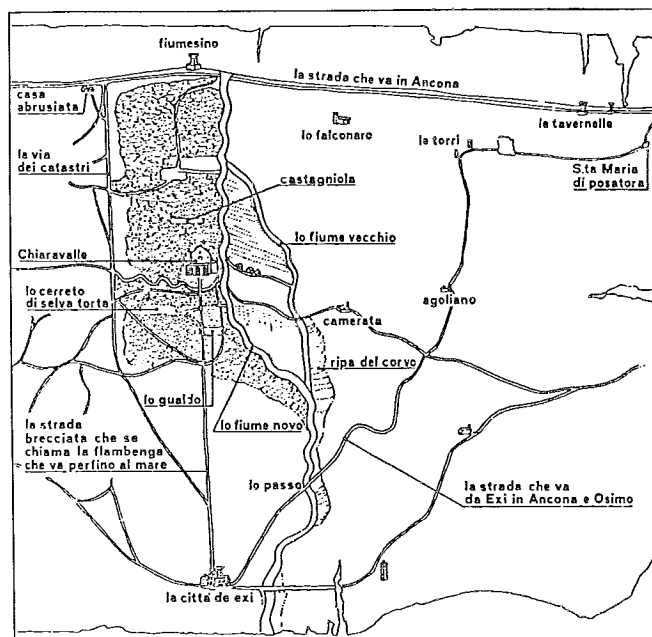 fiumesino
la strada che va in Ancona
casa
abrusiata
lo falconare
le tavernelle
le torri
la via
dei catastri
S.ta Maria
di posatora
castagniola
lo fiume vecchio
Chiaravalle
lo cerreto
di selva torta
agoliano
camerata
ripa del corvo
lo gualdo
lo fiume novo
la strada
brecciata che se
chiama la flambenga
che va perfino al mare
lo passo
la strada che va
da Exi in Ancona e Osimo
la città de exi